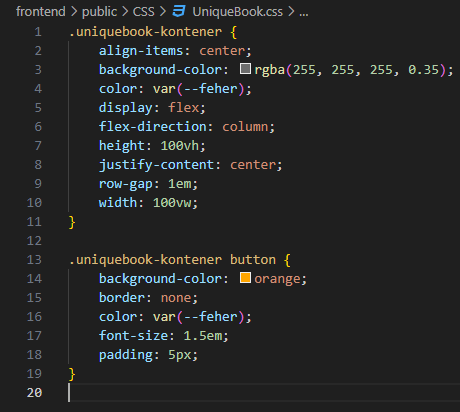 frontend > public > CSS > UniqueBook.css > ...
1 .uniquebook-kontener {
2 align-items: center;
3 background-color: rgba(255, 255, 255, 0.35);
4 color: var(--feher);
5 display: flex;
6 flex-direction: column;
7 height: 100vh;
8 justify-content: center;
9 row-gap: 1em;
10 width: 100vw;
11 }
12
13 .uniquebook-kontener button {
14 background-color: orange;
15 border: none;
16 color: var(--feher);
17 font-size: 1.5em;
18 padding: 5px;
19 }
20